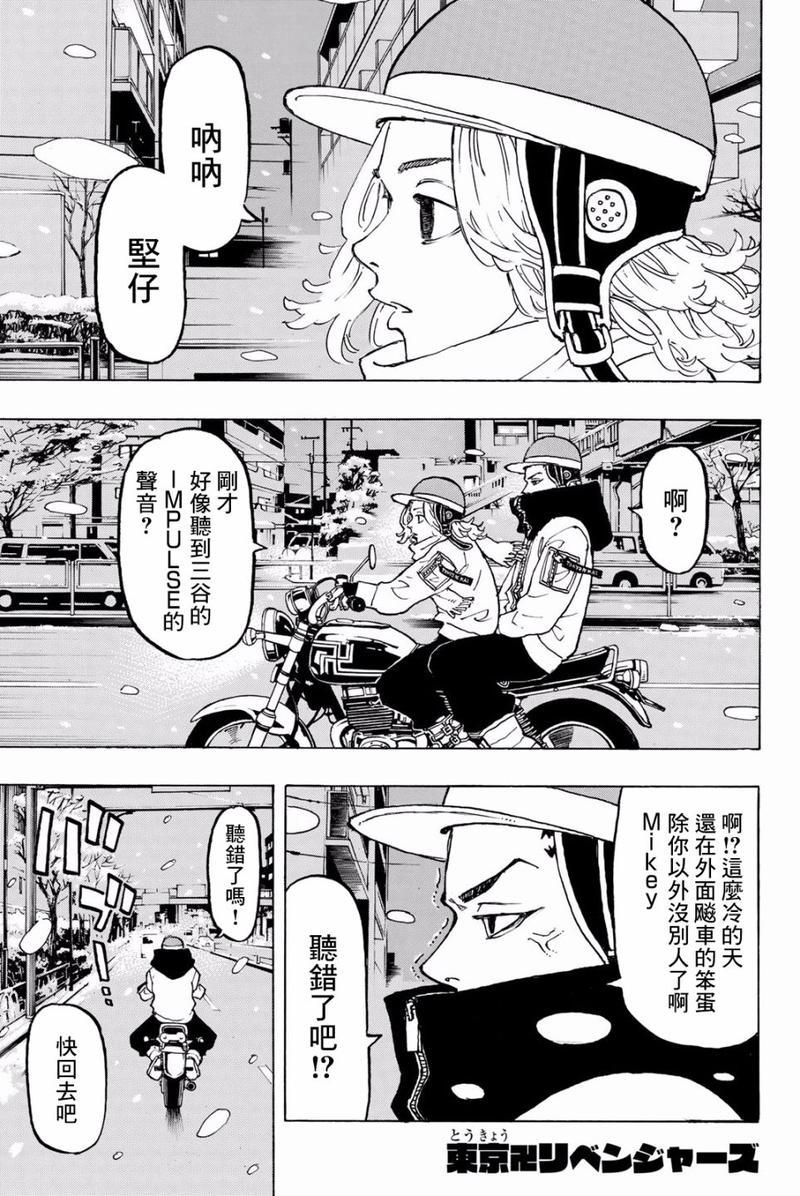 吶吶
堅仔
啊?
剛才
好像聽到三谷的
IMPULSE的
聲音?
啊!?這麼冷的天
還在外面飈車的笨蛋
除你以外沒別人了啊
Mikey
聽錯了吧!?
聽錯了嗎!
ババブ…
快回去吧
とうきょう
東京卍リベンジャーズ